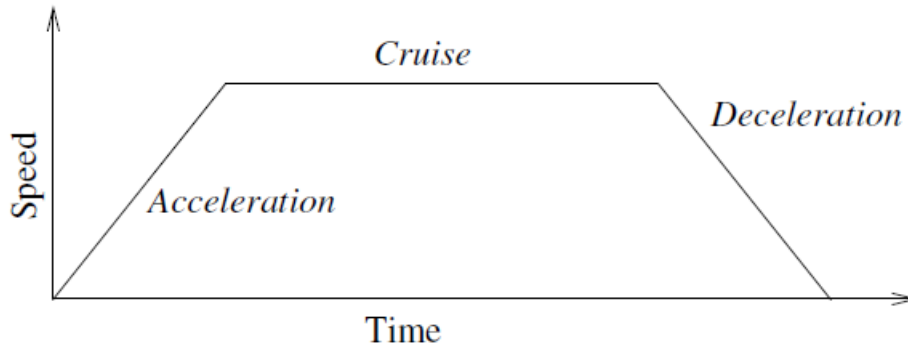 Cruise
Deceleration
Speed
Acceleration
Time